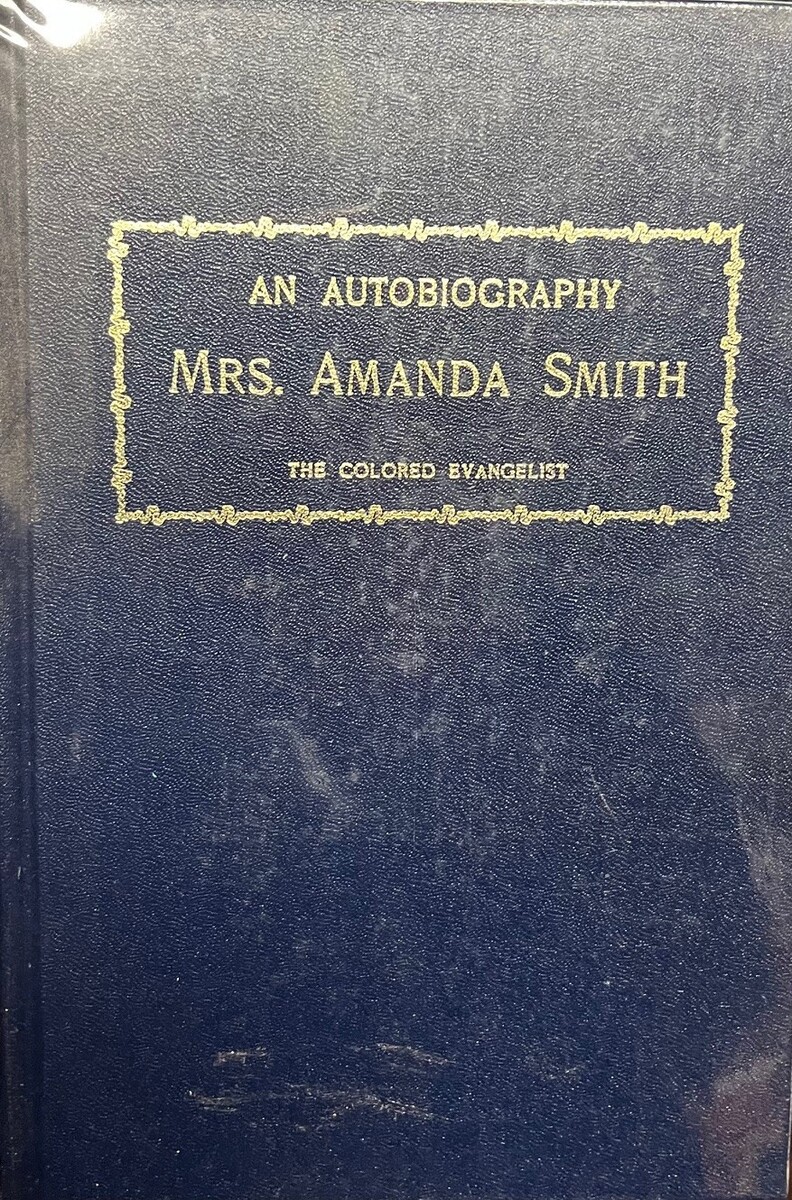 AN AUTOBIOGRAPHY
MRS. AMANDA SMITH
THE COLORED EVANGELIST